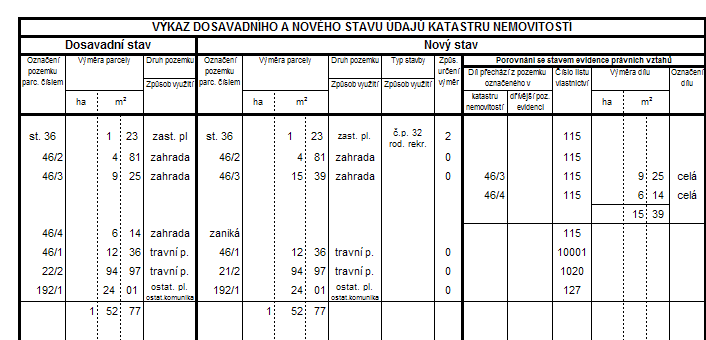 VÝKAZ DOSAVADNÍHO A NOVÉHO STAVU ÚDAJŮ KATASTRU NEMOVITOSTÍ
Dosavadní stav Nový stav
Označení pozemku parc. číslem Výměra parcely Druh pozemku Označení pozemku parc. číslem Výměra parcely Druh pozemku Typ stavby Způs. určení výměr Porovnání se stavem evidence právních vztahů
Díl přechází z pozemku označeného v Číslo listu vlastnictví Výměra dílu Označení dílu
Způsob využití Způsob využití Způsob využití
katastru nemovitostí dřívější poz. evidenci
ha m² ha m² ha m²
st. 36 1 23 zast. pl st. 36 1 23 zast. pl. č.p. 32 rod. rekr. 2 115
46/2 4 81 zahrada 46/2 4 81 zahrada 0 115
46/3 9 25 zahrada 46/3 15 39 zahrada 0 46/3 115 9 25 celá
46/4 115 6 14 celá
15 39
46/4 6 14 zahrada zaniká 115
46/1 12 36 travní p. 46/1 12 36 travní p. 0 10001
22/2 94 97 travní p. 21/2 94 97 travní p. 0 1020
192/1 24 01 ostat. pl. ostat.komunika 192/1 24 01 ostat. pl. ostat.komunika 0 127
1 52 77 1 52 77